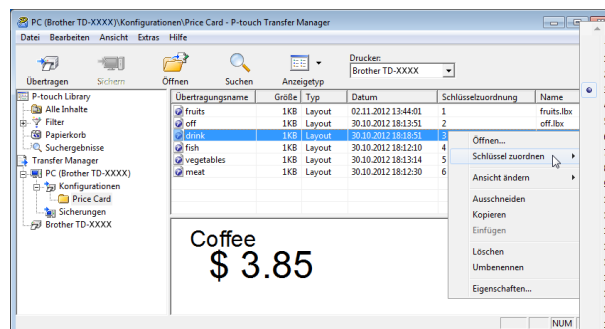 PC (Brother TD-XXXX)\Konfigurationen\Price Card - P-touch Transfer Manager
Datei Bearbeiten Ansicht Extras Hilfe
Drucker:
Brother TD-XXXX
Übertragen Sichern Öffnen Suchen Anzeigetyp
P-touch Library
Alle Inhalte
Filter
Papierkorb
Suchergebnisse
Transfer Manager
PC (Brother TD-XXXX)
Konfigurationen
Price Card
Sicherungen
Brother TD-XXXX
Übertragungsname Größe Typ Datum Schlüsselzuordnung Name
fruits 1KB Layout 02.11.2012 13:44:01 1 fruits.lbx
off 1KB Layout 30.10.2012 18:13:51 2 off.lbx
drink 1KB Layout 30.10.2012 18:18:51 3
fish 1KB Layout 30.10.2012 18:12:10 4
vegetables 1KB Layout 30.10.2012 18:13:14 5
meat 1KB Layout 30.10.2012 18:12:30 6
Öffnen...
Schlüssel zuordnen
Ansicht ändern
Ausschneiden
Kopieren
Einfügen
Löschen
Umbenennen
Eigenschaften...
Coffee
$ 3.85
NUM